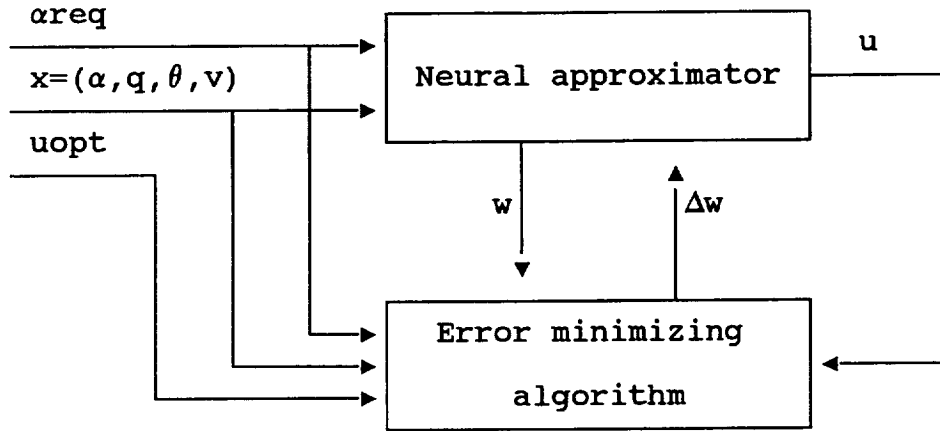 αreq
u
x=(α,q,θ,v)
Neural approximator
uopt
w
Δw
Error minimizing
algorithm